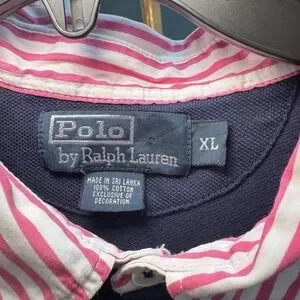 Polo
by Ralph Lauren
XL
MADE IN SRI LANKA
100% COTTON
EXCLUSIVE OF
DECORATION